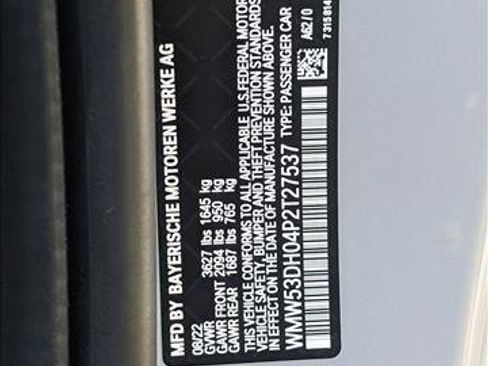 MFD BY BAYERISCHE MOTOREN WERKE AG
08/22
GVWR 3627 lbs 1645 kg
GAWR FRONT 2094 lbs 950 kg
GAWR REAR 1687 lbs 765 kg
THIS VEHICLE CONFORMS TO ALL APPLICABLE U.S. FEDERAL MOTOR
VEHICLE SAFETY, BUMPER AND THEFT PREVENTION STANDARDS
IN EFFECT ON THE DATE OF MANUFACTURE SHOWN ABOVE.
WMW53DH04P2T27537 TYPE: PASSENGER CAR
A62/0
7315814